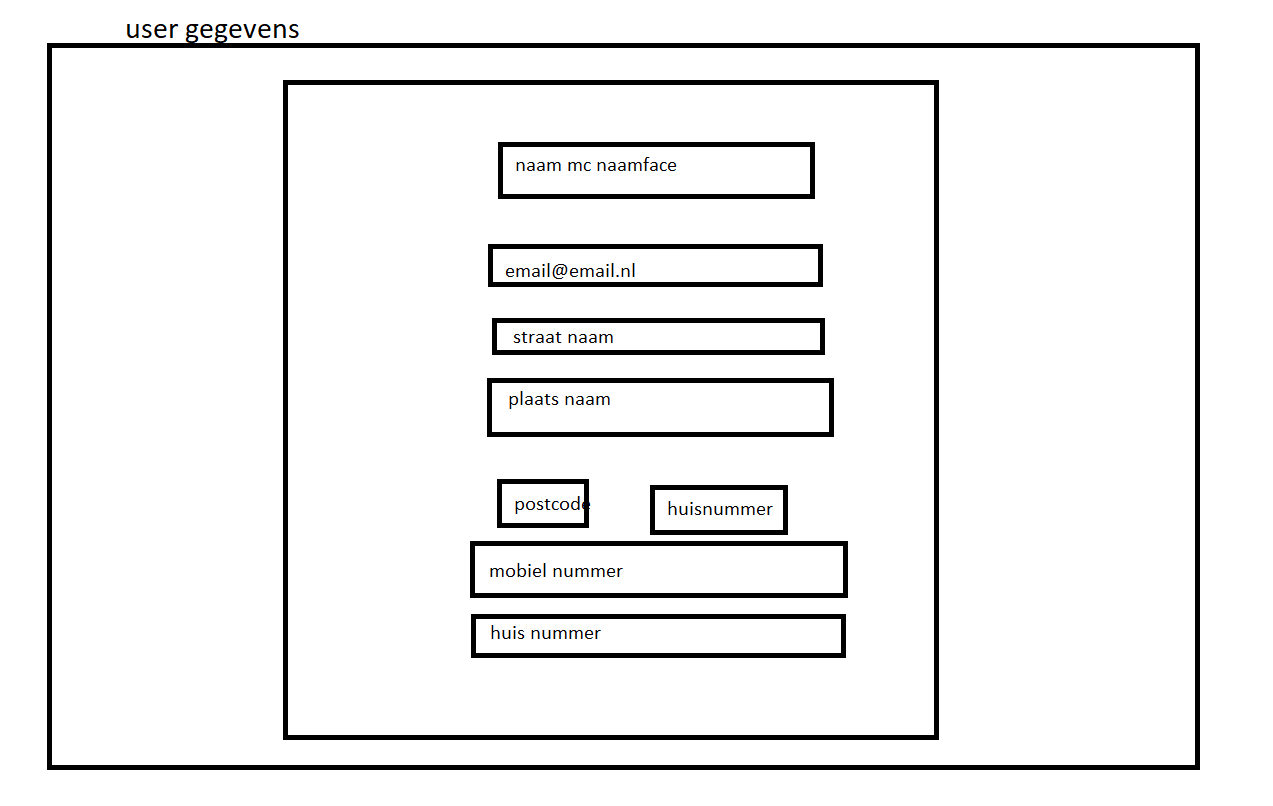 user gegevens
naam mc naamface
email@email.nl
straat naam
plaats naam
postcode
huisnummer
mobiel nummer
huis nummer